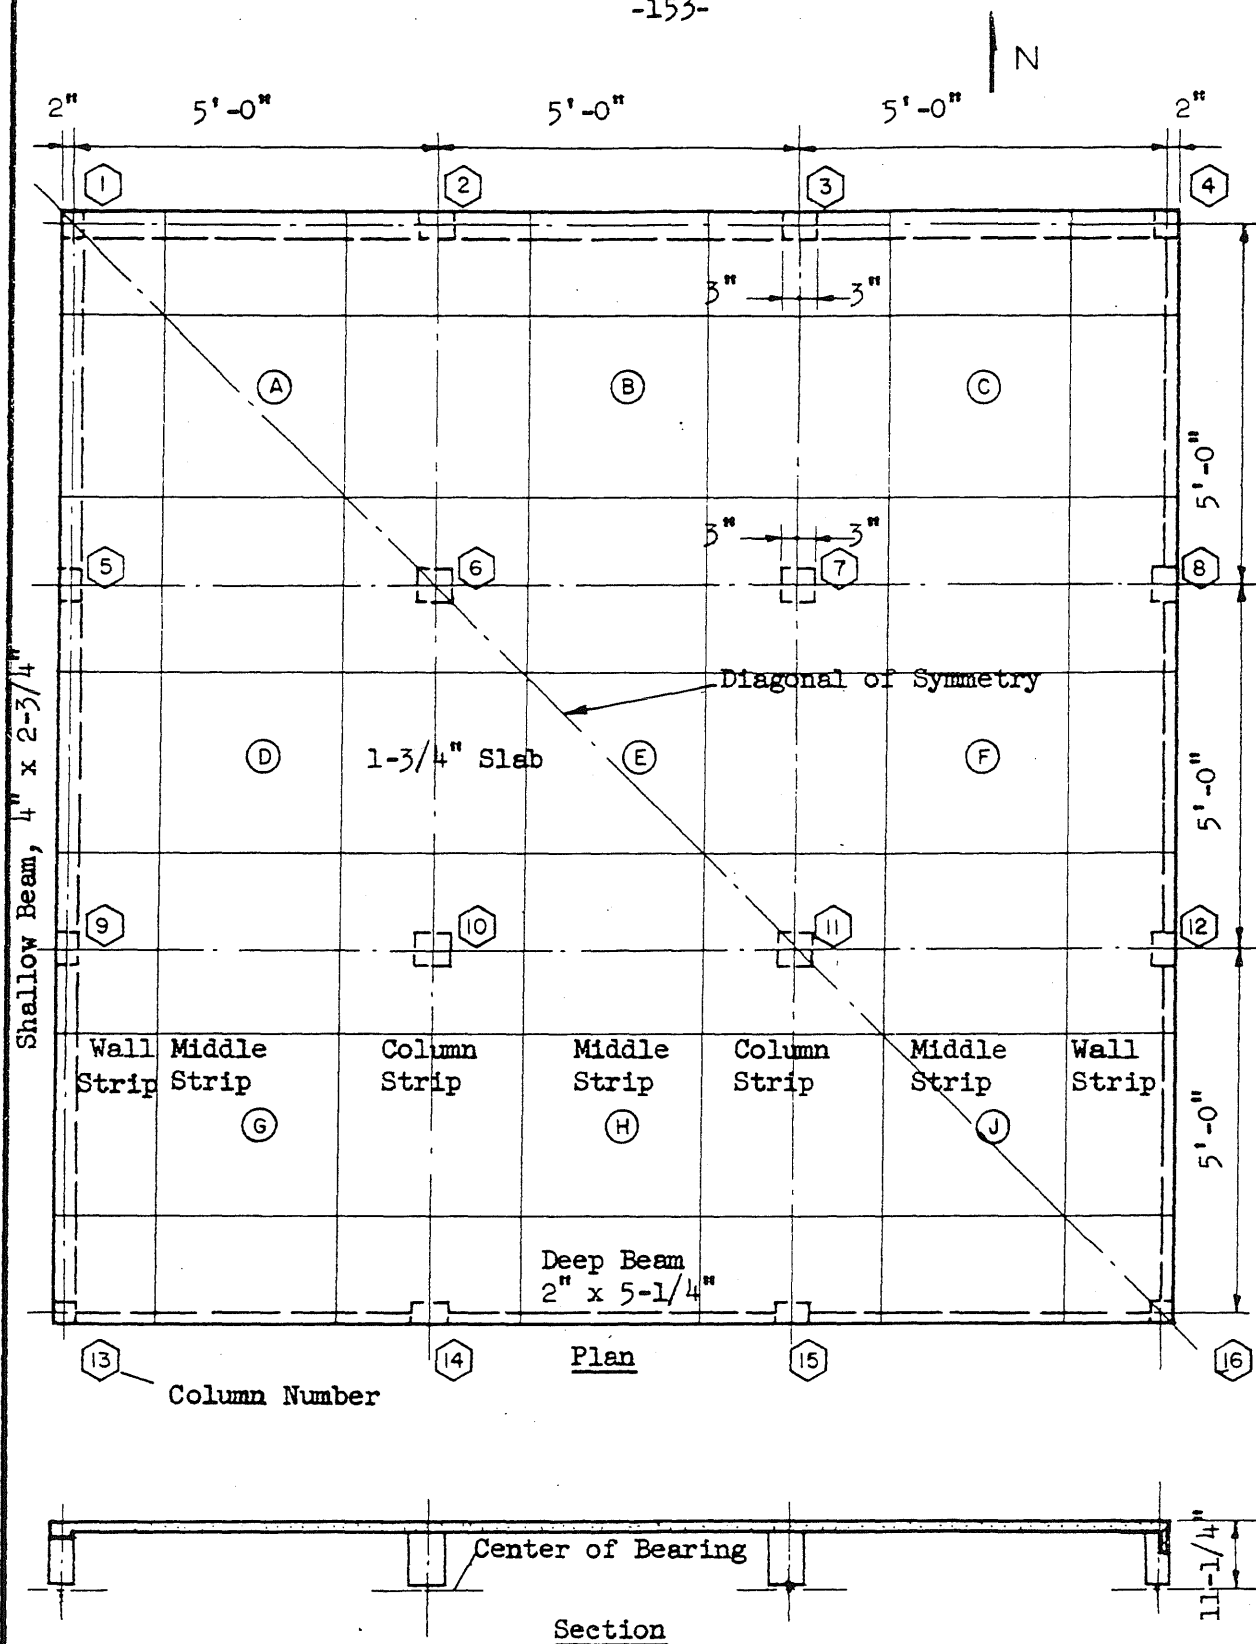 -153-
N
2" 5'-0" 5'-0" 5'-0" 2"
1 2 3 4
3" 3"
A B C
5'-0"
3" 3"
5 6 7 8
Diagonal of Symmetry
Shallow Beam, 4" x 2-3/4"
D 1-3/4" Slab E F
5'-0"
9 10 11 12
Wall Middle Column Middle Column Middle Wall
Strip Strip Strip Strip Strip Strip Strip
G H J
5'-0"
Deep Beam
2" x 5-1/4"
13 14 Plan 15 16
Column Number
Center of Bearing
11-1/4"
Section